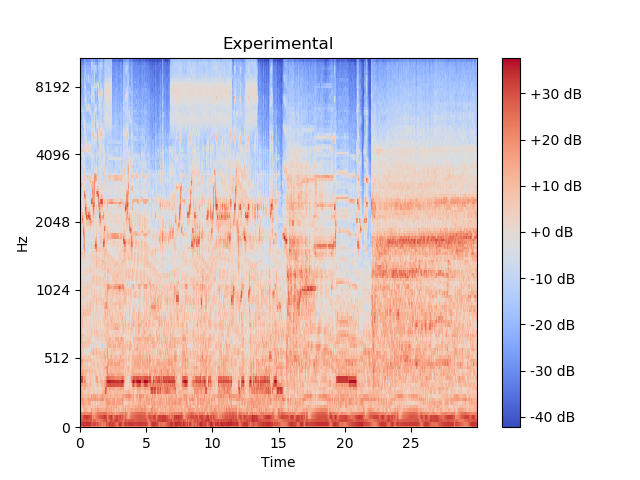 Experimental
Hz
8192
4096
2048
1024
512
0
0 5 10 15 20 25
Time
+30 dB
+20 dB
+10 dB
+0 dB
-10 dB
-20 dB
-30 dB
-40 dB